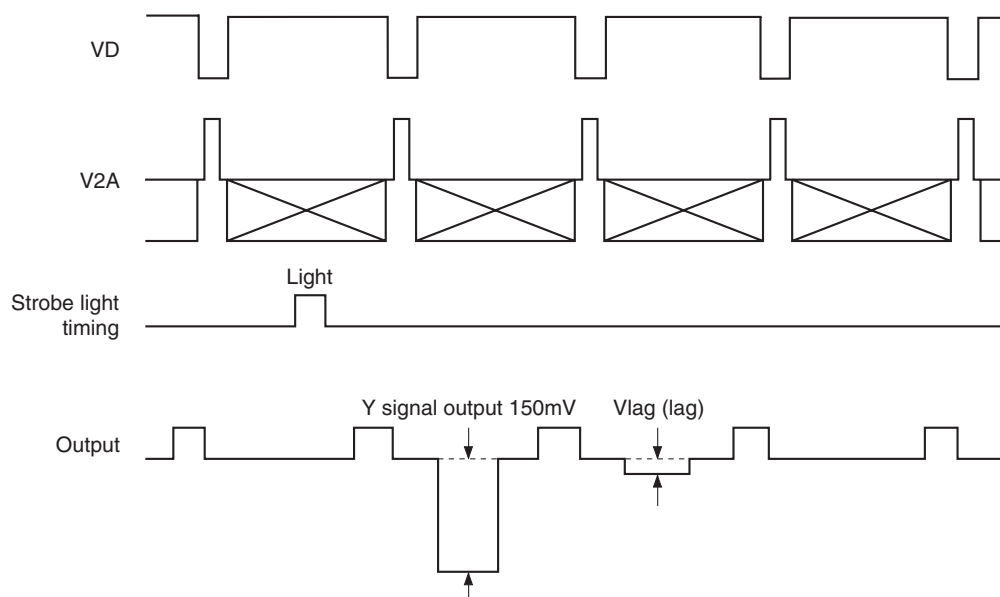 VD
V2A
Light
Strobe light
timing
Y signal output 150mV
Vlag (lag)
Output